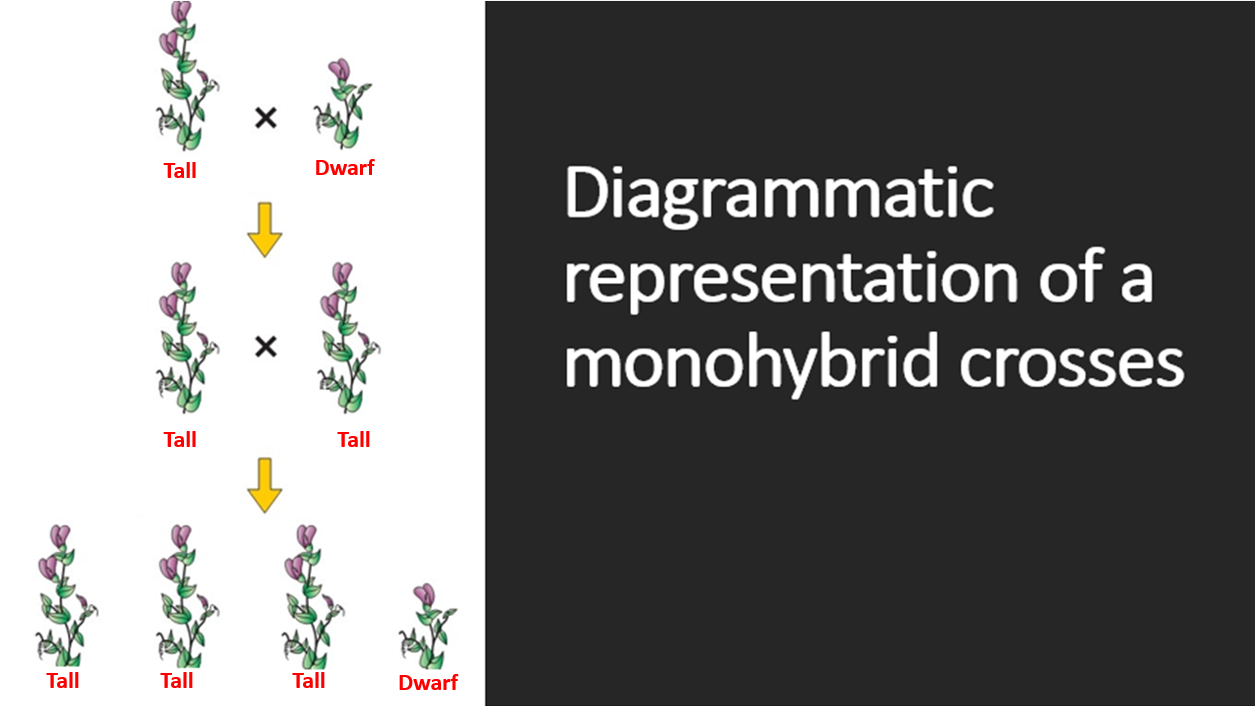 Tall
×
Dwarf
Tall
×
Tall
Tall
Tall
Tall
Dwarf
Diagrammatic
representation of a
monohybrid crosses